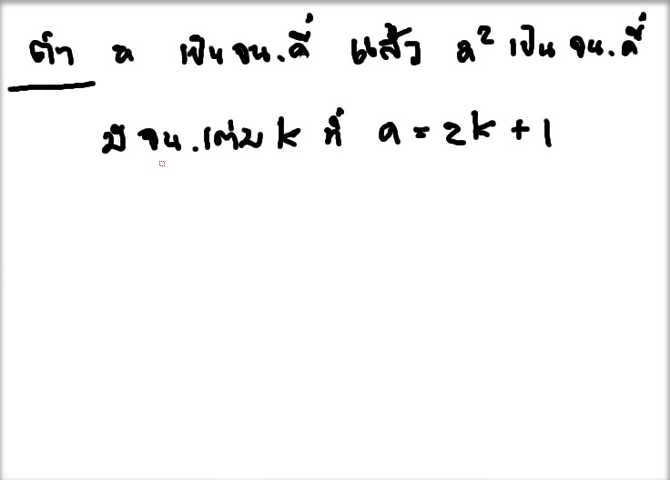 ถ้า a เป็น จน.คี่ แล้ว a² เป็น จน.คี่
มี จน.เต็ม k ที่ a = 2k + 1